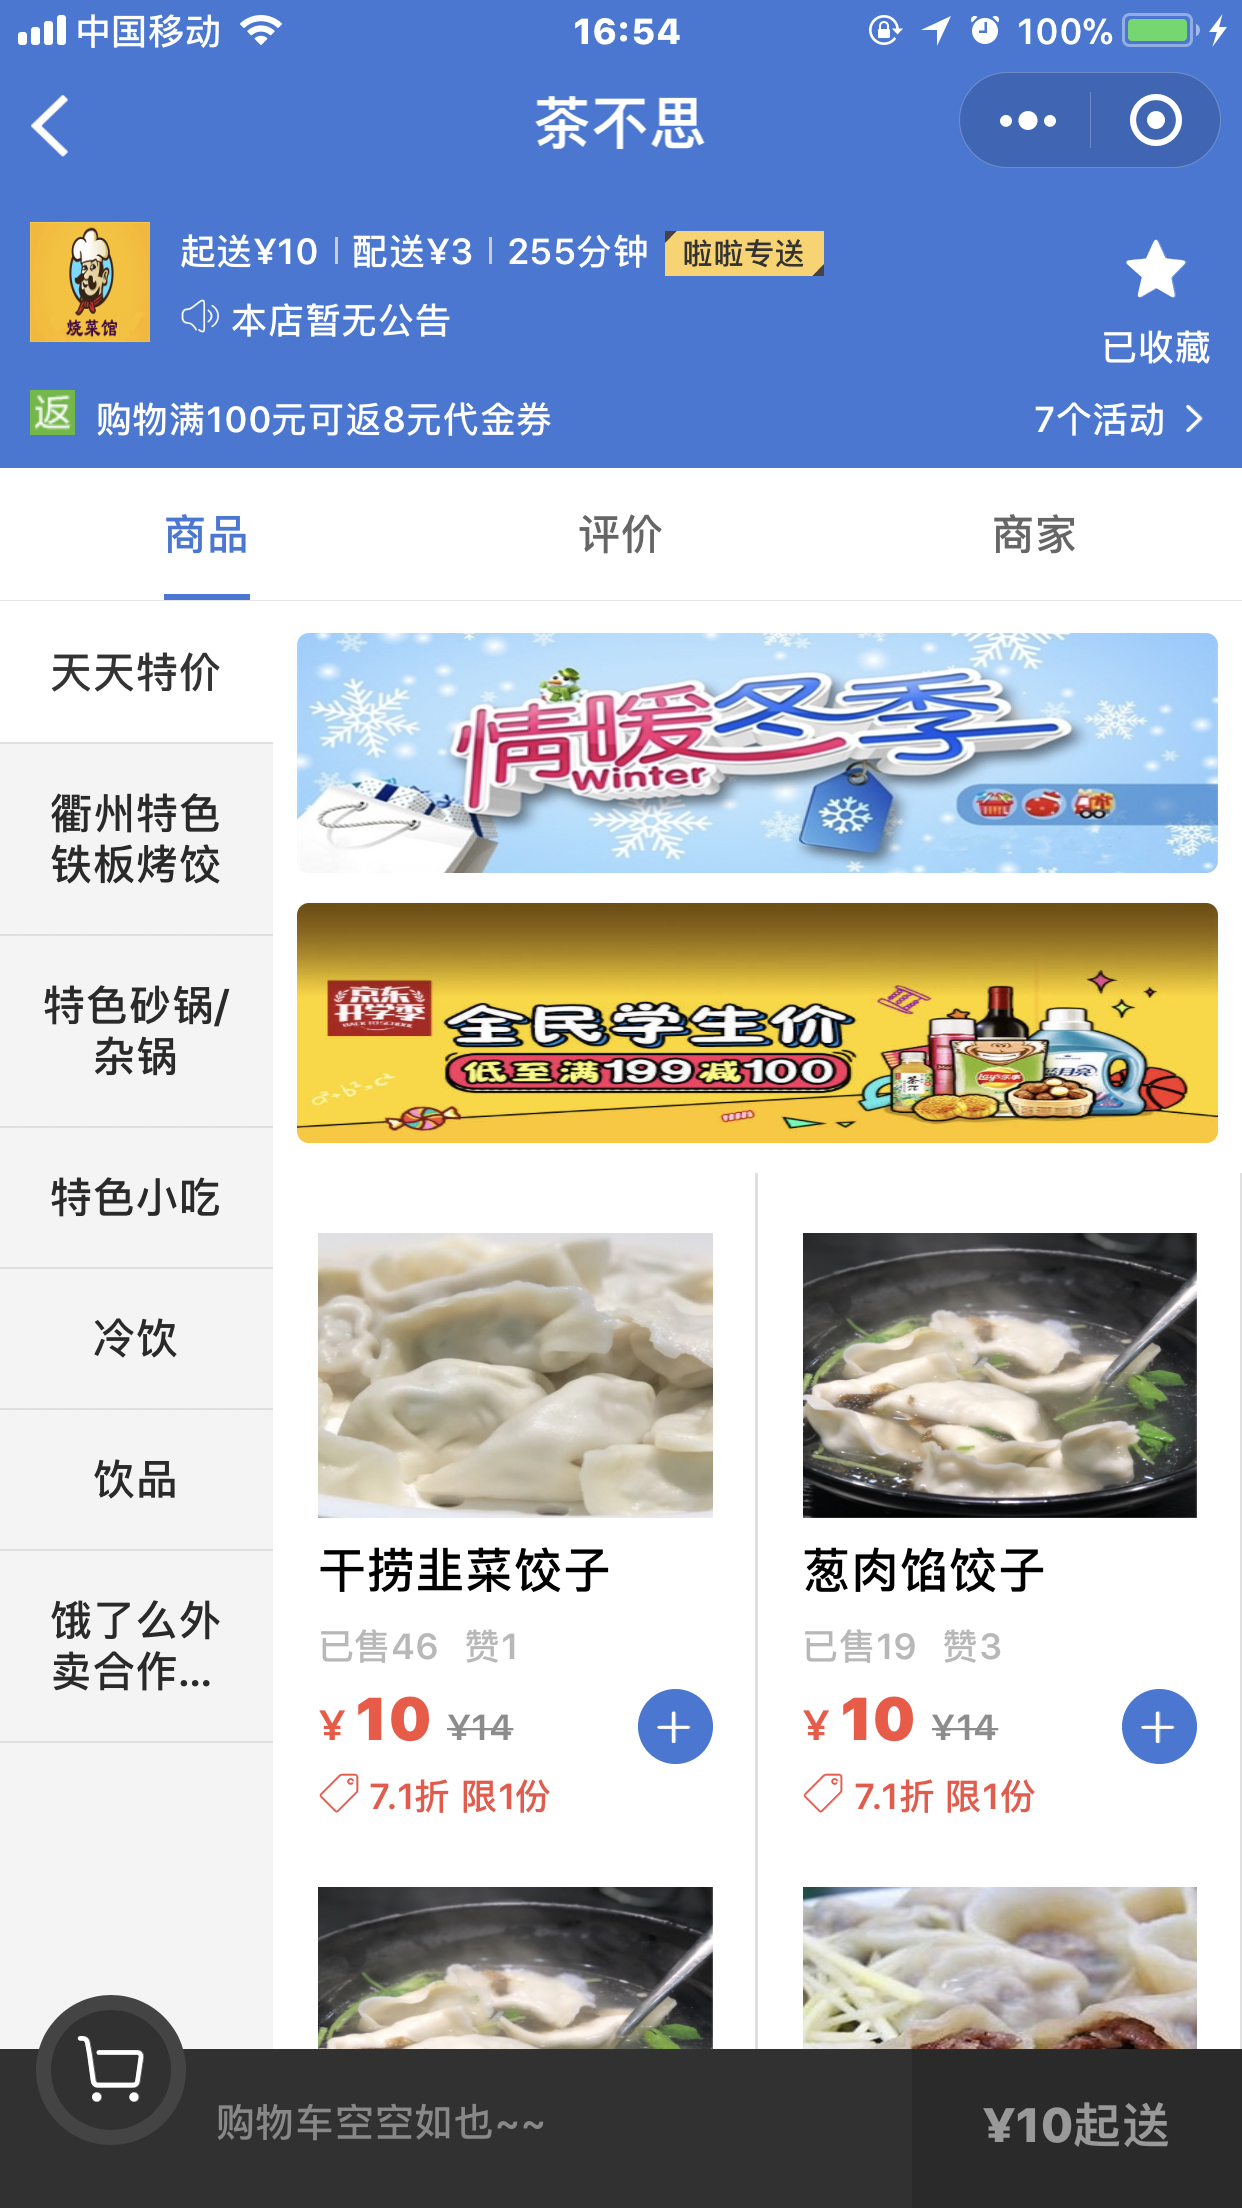 中国移动
16:54
100%
茶不思
烧菜馆
起送¥10 配送¥3 255分钟 啦啦专送
本店暂无公告
已收藏
返 购物满100元可返8元代金券
7个活动
商品 评价 商家
天天特价
衢州特色
铁板烤饺
特色砂锅/
杂锅
特色小吃
冷饮
饮品
饿了么外
卖合作...
情暖冬季
Winter
京东
开学季
BACK TO SCHOOL
全民学生价
低至满199减100
干捞韭菜饺子
已售46 赞1
¥10 ¥14
7.1折 限1份
葱肉馅饺子
已售19 赞3
¥10 ¥14
7.1折 限1份
购物车空空如也~~
¥10起送